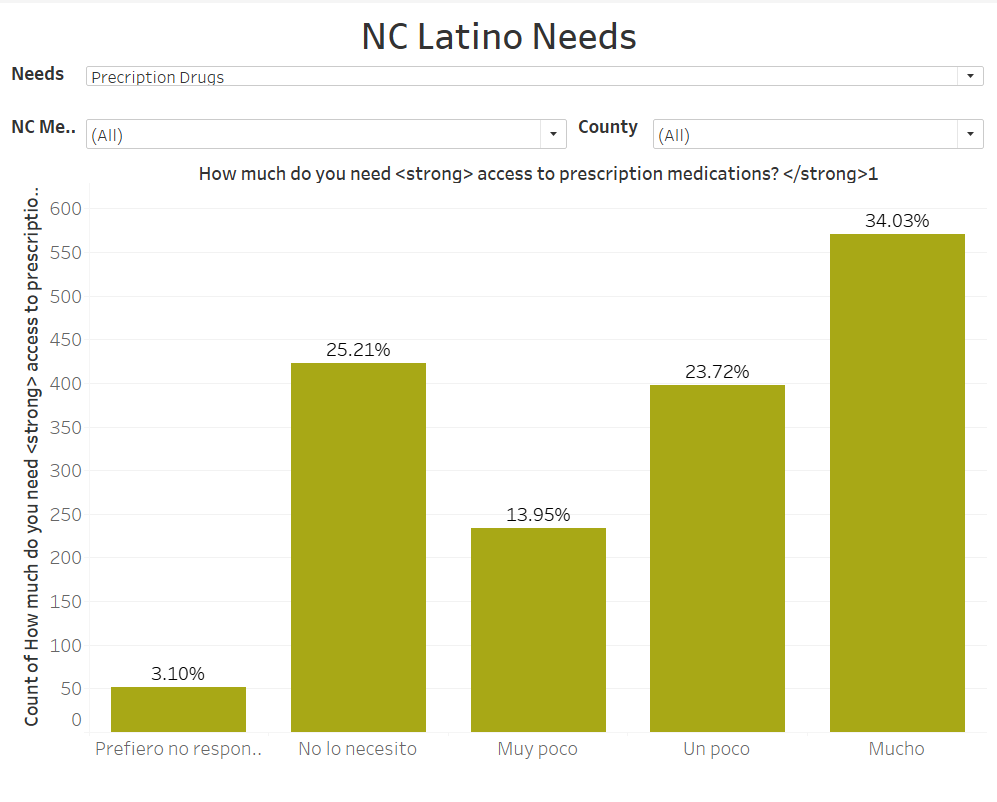 NC Latino Needs
Needs
Precription Drugs
NC Me..
(All)
County
(All)
How much do you need <strong> access to prescription medications? </strong>1
Count of How much do you need <strong> access to prescriptio..
600
550
500
450
400
350
300
250
200
150
100
50
0
3.10%
25.21%
13.95%
23.72%
34.03%
Prefiero no respon..
No lo necesito
Muy poco
Un poco
Mucho